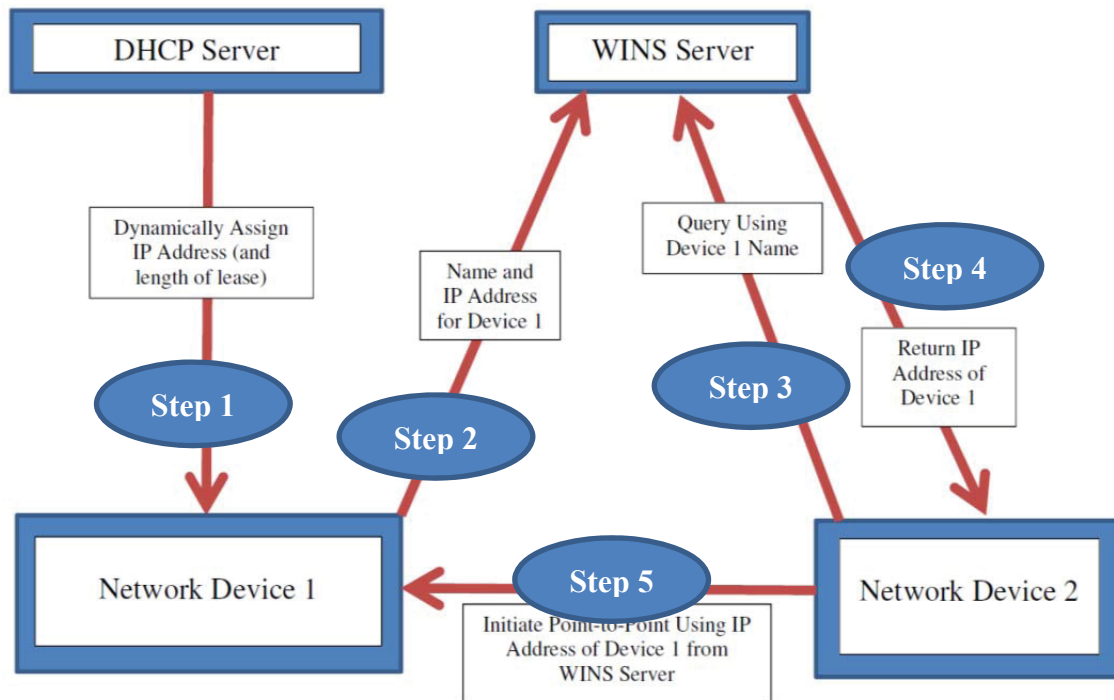 DHCP Server
WINS Server
Dynamically Assign
IP Address (and
length of lease)
Step 1
Name and
IP Address
for Device 1
Step 2
Query Using
Device 1 Name
Step 3
Step 4
Return IP
Address of
Device 1
Network Device 1
Step 5
Initiate Point-to-Point Using IP
Address of Device 1 from
WINS Server
Network Device 2